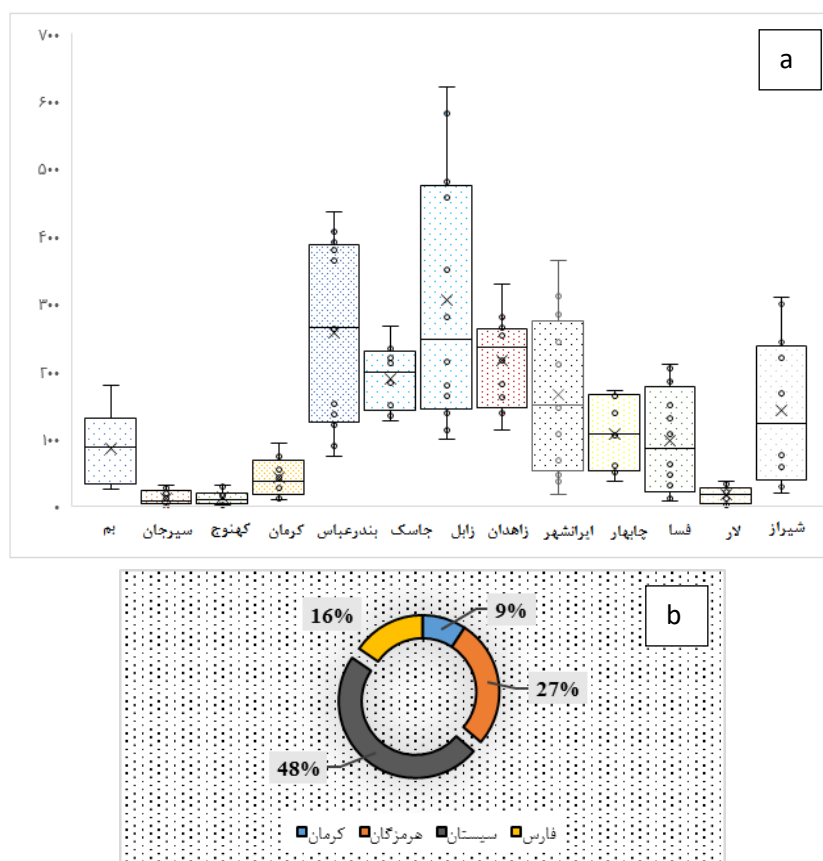 a
۷۰۰
۶۰۰
۵۰۰
۴۰۰
۳۰۰
۲۰۰
۱۰۰
۰
بم
سیرجان
کهنوج
کرمان
بندرعباس
جاسک
زابل
زاهدان
ایرانشهر
چابهار
فسا
لار
شیراز
b
16%
9%
27%
48%
کرمان
هرمزگان
سیستان
فارس